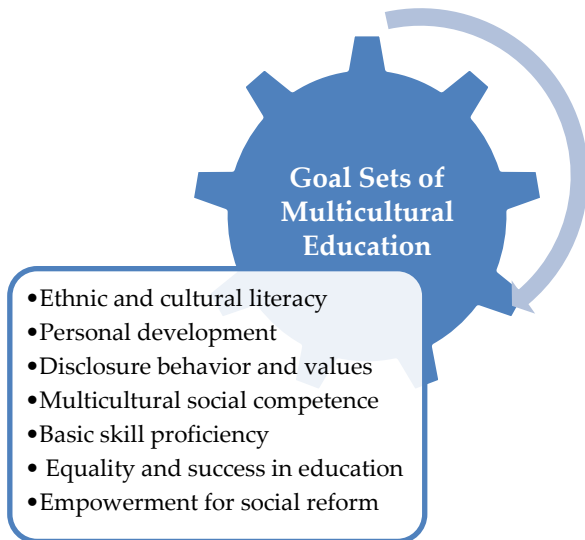 Goal Sets of
Multicultural
Education
•Ethnic and cultural literacy
•Personal development
•Disclosure behavior and values
•Multicultural social competence
•Basic skill proficiency
• Equality and success in education
•Empowerment for social reform